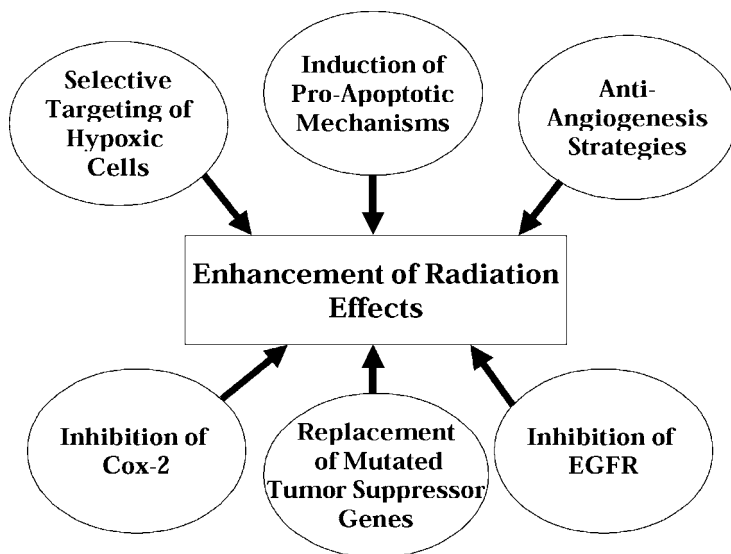 Selective
Targeting of
Hypoxic
Cells
Induction of
Pro-Apoptotic
Mechanisms
Anti-
Angiogenesis
Strategies
Enhancement of Radiation
Effects
Inhibition of
Cox-2
Replacement
of Mutated
Tumor Suppressor
Genes
Inhibition of
EGFR